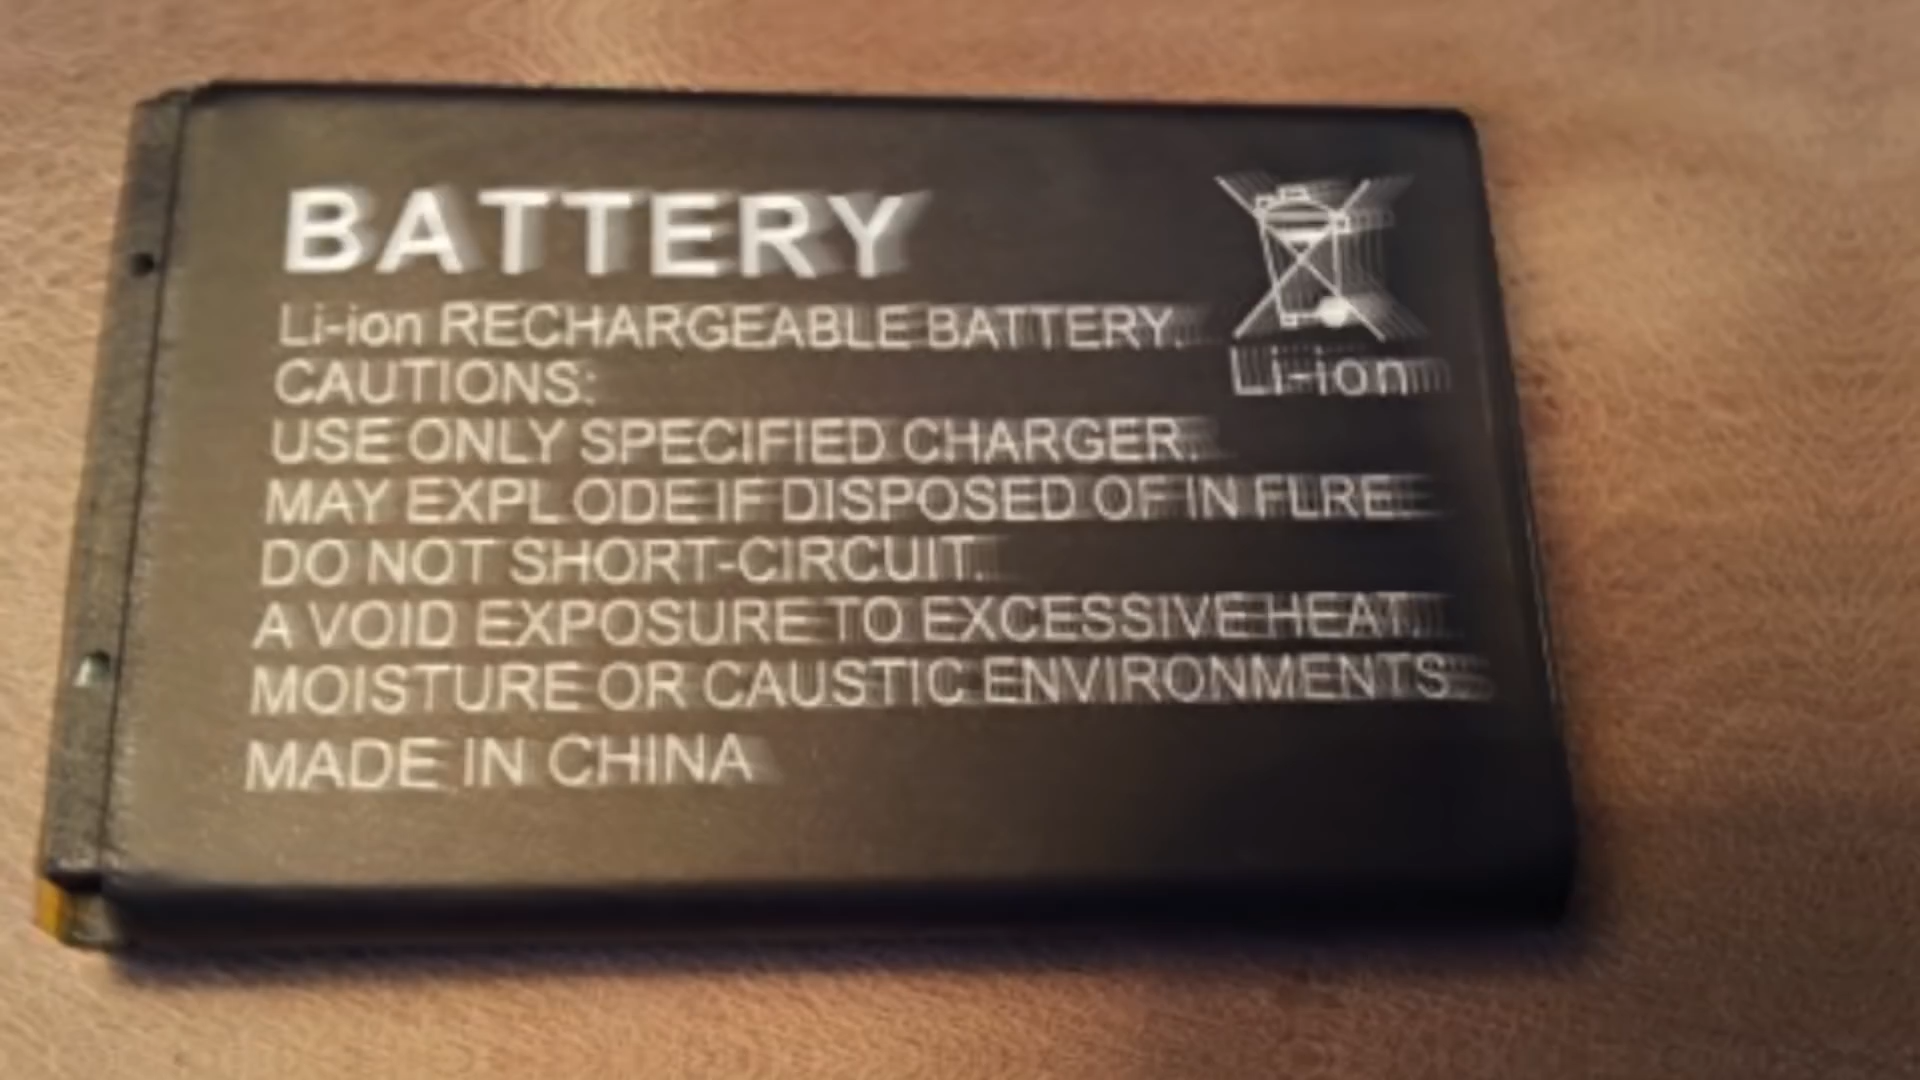 BATTERY
Li-ion RECHARGEABLE BATTERY.
Li-ion
CAUTIONS:
USE ONLY SPECIFIED CHARGER.
MAY EXPLODE IF DISPOSED OF IN FLRE.
DO NOT SHORT-CIRCUIT.
A VOID EXPOSURE TO EXCESSIVE HEAT.
MOISTURE OR CAUSTIC ENVIRONMENTS.
MADE IN CHINA